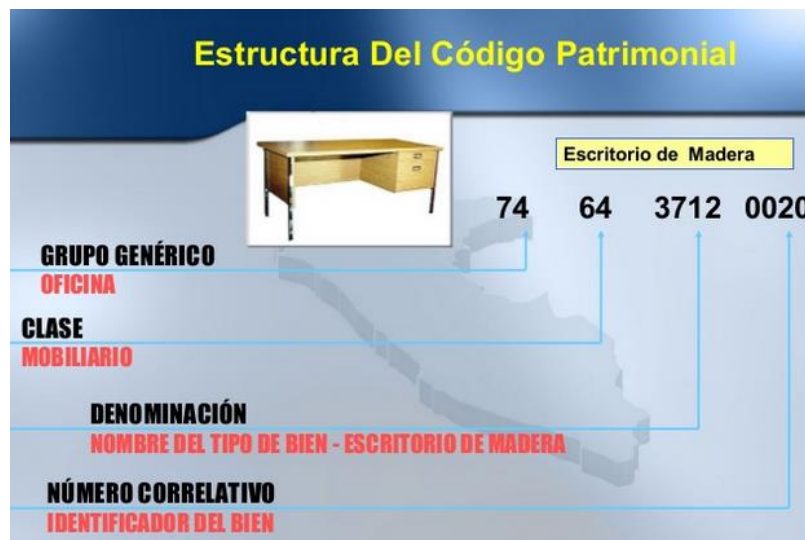 Estructura Del Código Patrimonial
Escritorio de Madera
74 64 3712 0020
GRUPO GENÉRICO
OFICINA
CLASE
MOBILIARIO
DENOMINACIÓN
NOMBRE DEL TIPO DE BIEN - ESCRITORIO DE MADERA
NÚMERO CORRELATIVO
IDENTIFICADOR DEL BIEN